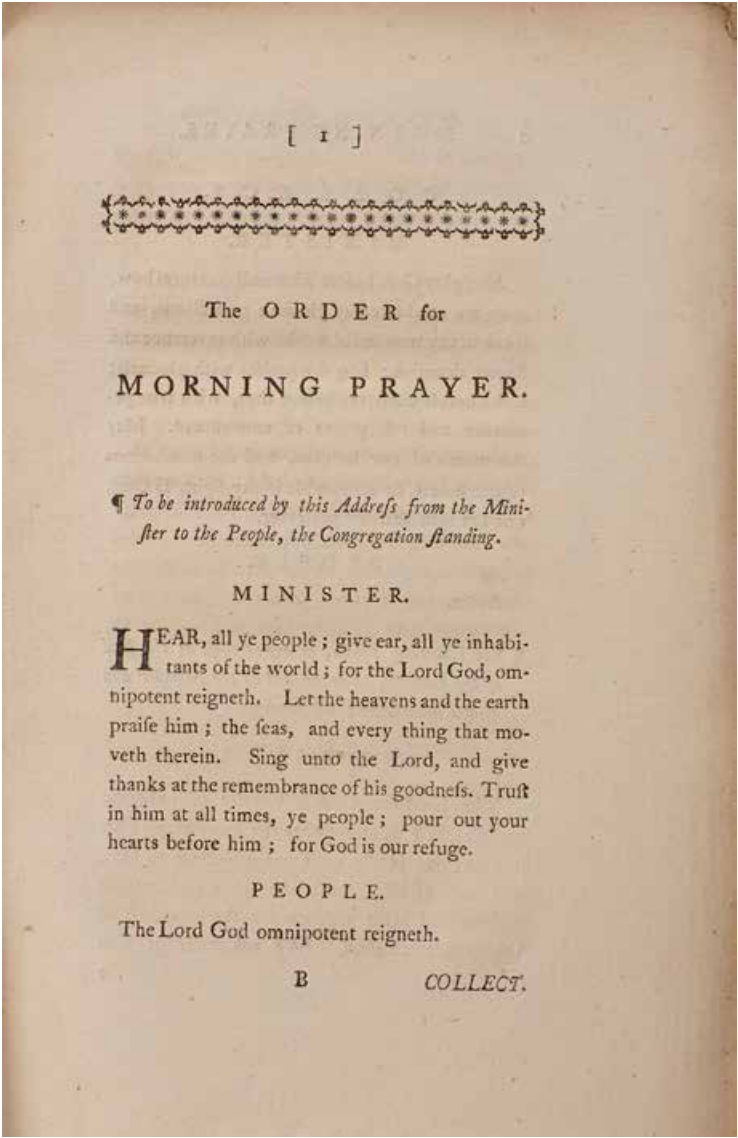 [ 1 ]
The ORDER for
MORNING PRAYER.
¶ To be introduced by this Addreſs from the Mini-
ſter to the People, the Congregation ſtanding.
MINISTER.
HEAR, all ye people ; give ear, all ye inhabi-
tants of the world ; for the Lord God, om-
nipotent reigneth. Let the heavens and the earth
praiſe him ; the ſeas, and every thing that mo-
veth therein. Sing unto the Lord, and give
thanks at the remembrance of his goodneſs. Truſt
in him at all times, ye people ; pour out your
hearts before him ; for God is our refuge.
PEOPLE.
The Lord God omnipotent reigneth.
B COLLECT.